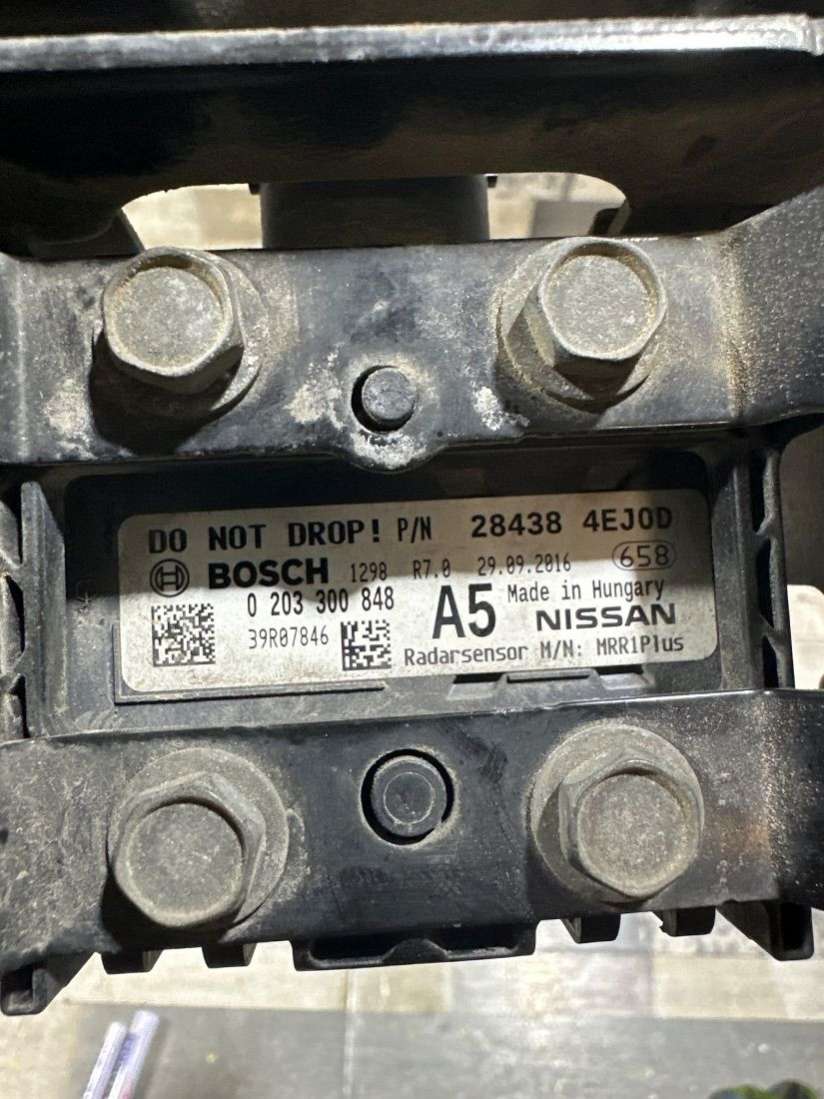 DO NOT DROP! P/N 28438 4EJ0D
BOSCH 1298 R7.0 29.09.2016 658
0 203 300 848 A5 Made in Hungary
39R07846 NISSAN
Radarsensor M/N: MRR1Plus